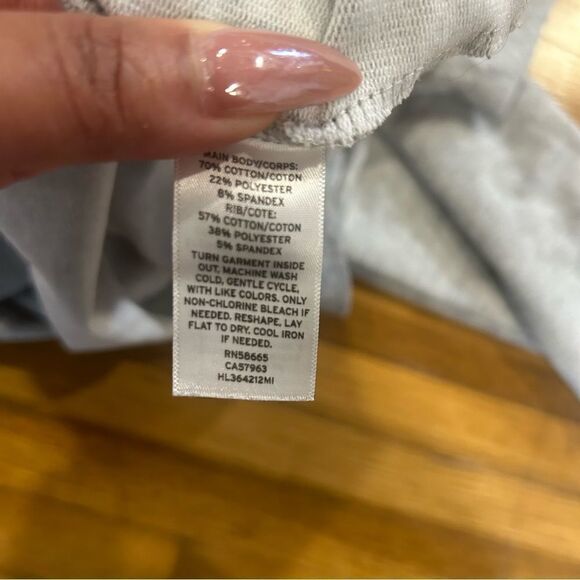 MAIN BODY/CORPS:
70% COTTON/COTON
22% POLYESTER
8% SPANDEX
RIB/COTE:
57% COTTON/COTON
38% POLYESTER
5% SPANDEX
TURN GARMENT INSIDE
OUT, MACHINE WASH
COLD, GENTLE CYCLE,
WITH LIKE COLORS. ONLY
NON-CHLORINE BLEACH IF
NEEDED. RESHAPE, LAY
FLAT TO DRY. COOL IRON
IF NEEDED.
RN58665
CA57963
HL364212MI